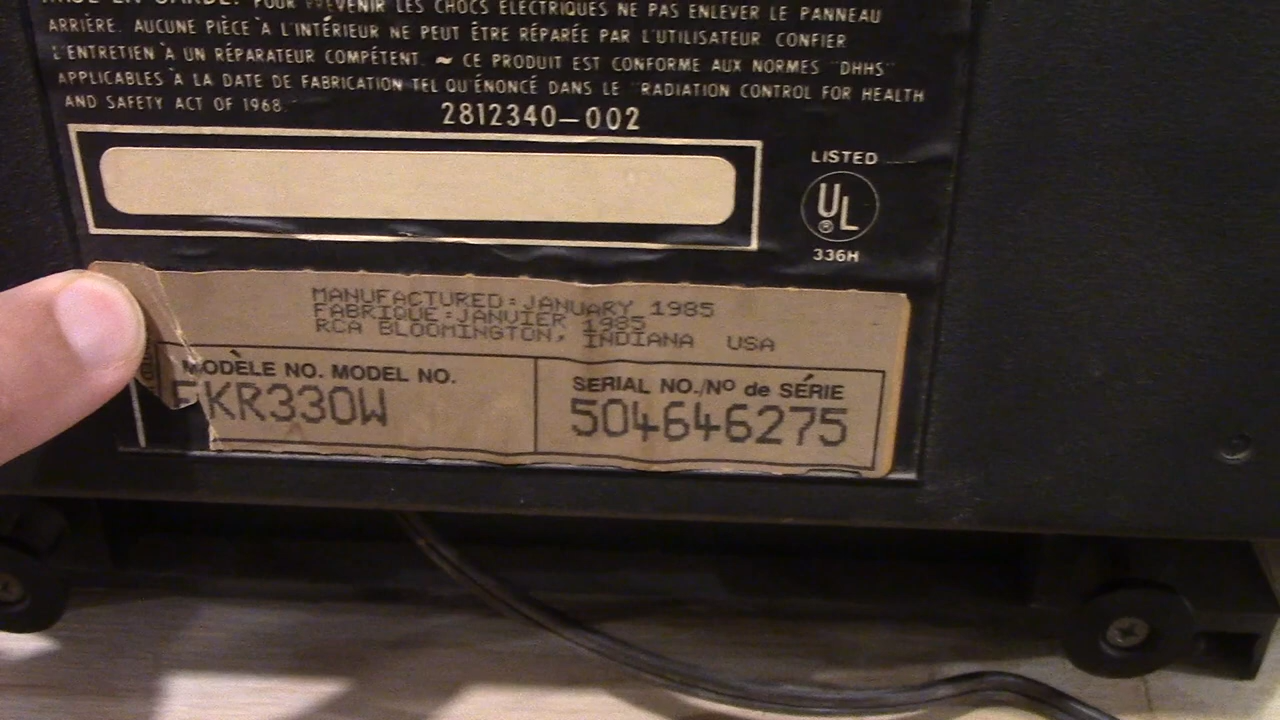 MISE EN GARDE: POUR PRÉVENIR LES CHOCS ÉLECTRIQUES NE PAS ENLEVER LE PANNEAU
ARRIÈRE. AUCUNE PIÈCE À L'INTÉRIEUR NE PEUT ÊTRE RÉPARÉE PAR L'UTILISATEUR CONFIER
L'ENTRETIEN À UN RÉPARATEUR COMPÉTENT. ~ CE PRODUIT EST CONFORME AUX NORMES "DHHS"
APPLICABLES À LA DATE DE FABRICATION TEL QU'ÉNONCÉ DANS LE "RADIATION CONTROL FOR HEALTH
AND SAFETY ACT OF 1968."
2812340-002
LISTED
UL ®
336H
MANUFACTURED: JANUARY 1985
FABRIQUE: JANVIER 1985
RCA BLOOMINGTON, INDIANA USA
MODÈLE NO. MODEL NO.
FKR330W
SERIAL NO./Nº de SÉRIE
504646275